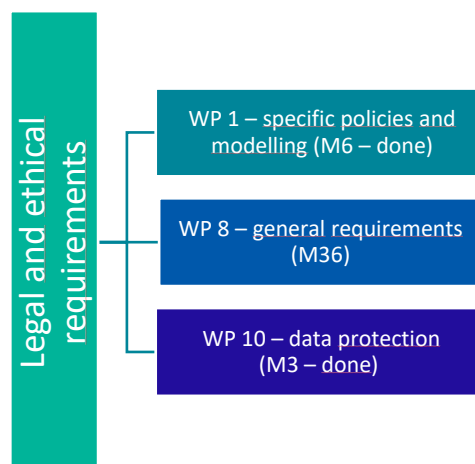 Legal and ethical
requirements
WP 1 – specific policies and
modelling (M6 – done)
WP 8 – general requirements
(M36)
WP 10 – data protection
(M3 – done)